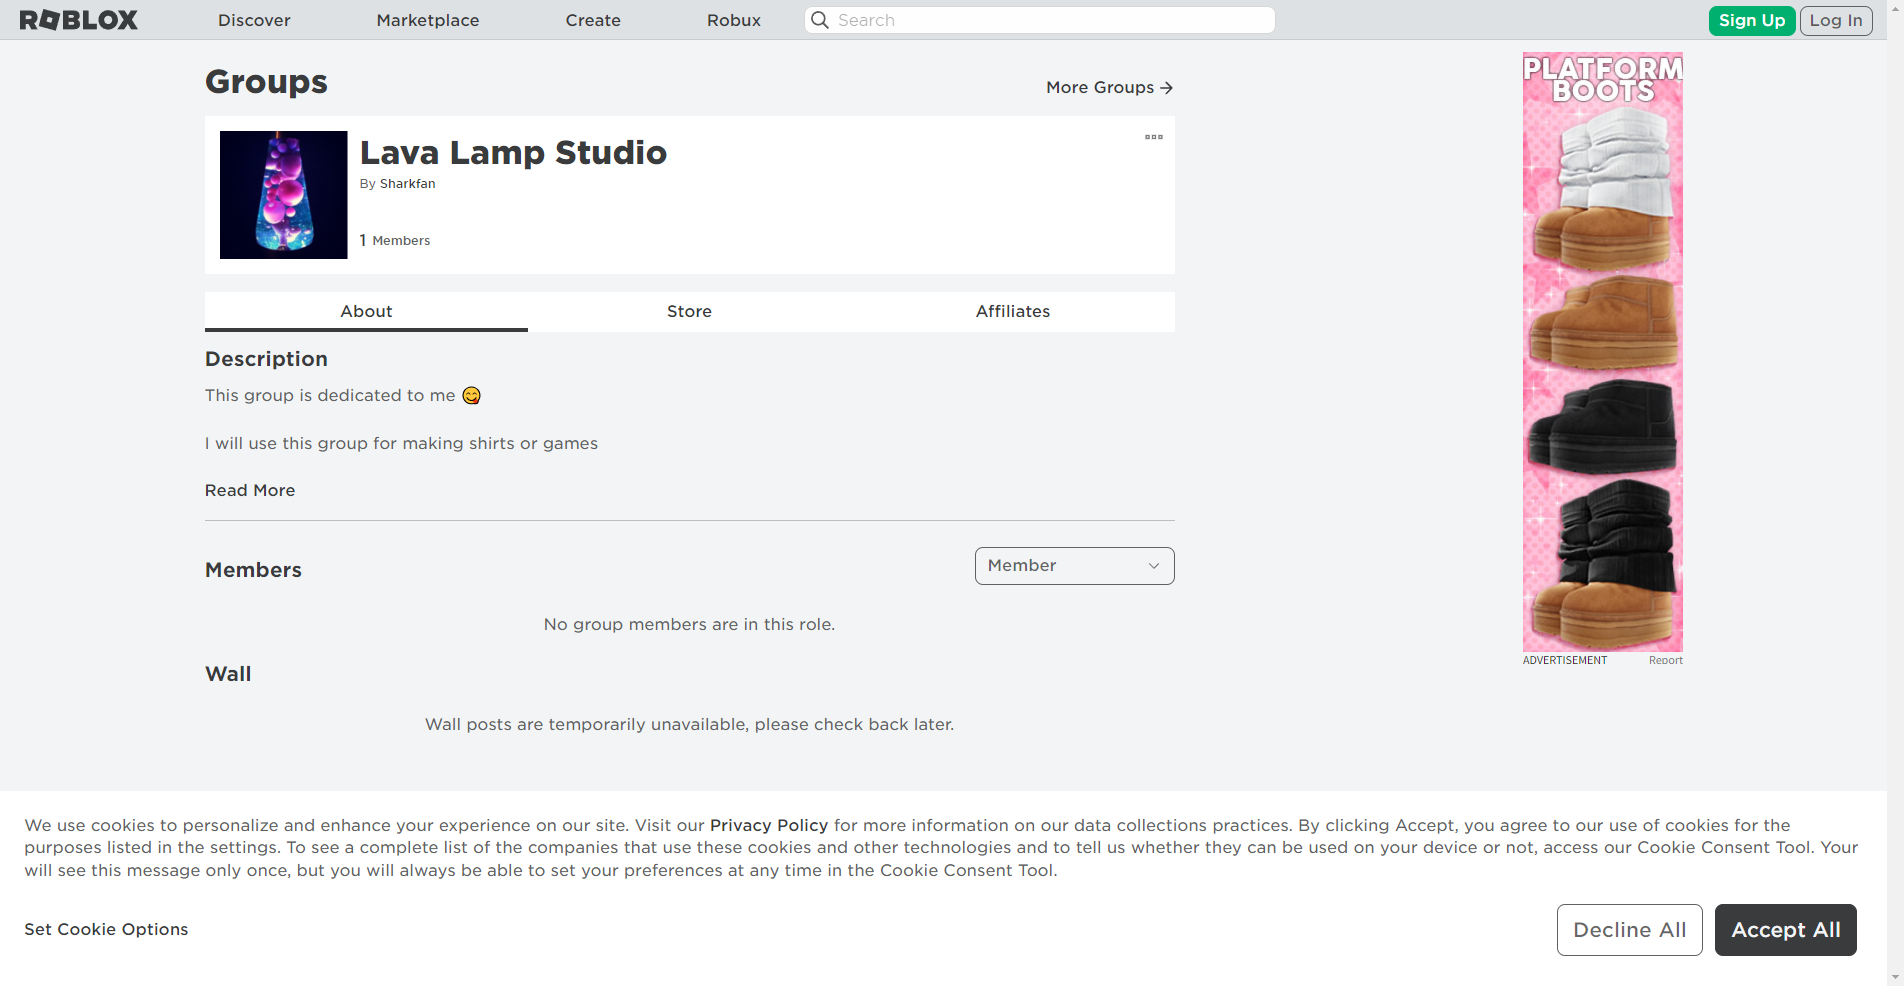 ROBLOX
Discover
Marketplace
Create
Robux
Search
Sign Up
Log In
Groups
More Groups
Lava Lamp Studio
By Sharkfan
1 Members
About
Store
Affiliates
Description
This group is dedicated to me 😋
I will use this group for making shirts or games
Read More
Members
Member
No group members are in this role.
Wall
Wall posts are temporarily unavailable, please check back later.
PLATFORM
BOOTS
ADVERTISEMENT
Report
We use cookies to personalize and enhance your experience on our site. Visit our Privacy Policy for more information on our data collections practices. By clicking Accept, you agree to our use of cookies for the
purposes listed in the settings. To see a complete list of the companies that use these cookies and other technologies and to tell us whether they can be used on your device or not, access our Cookie Consent Tool. Your
will see this message only once, but you will always be able to set your preferences at any time in the Cookie Consent Tool.
Set Cookie Options
Decline All
Accept All